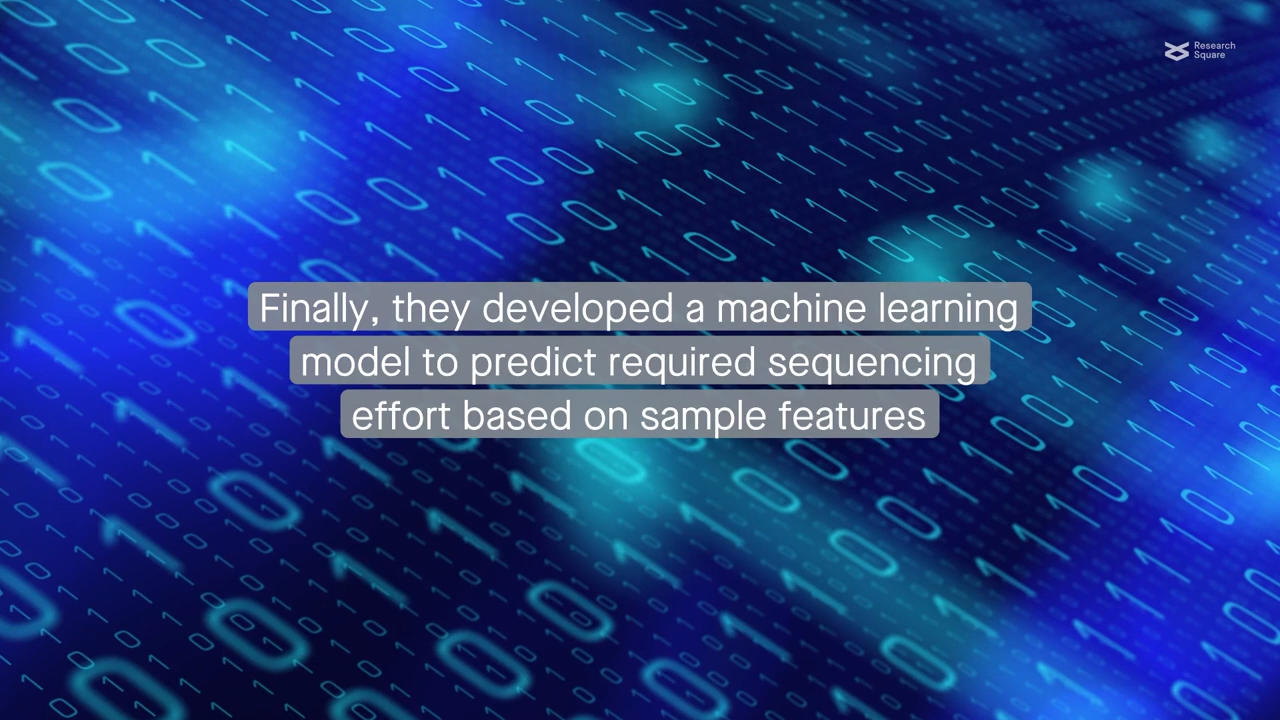 Research
Square
Finally, they developed a machine learning
model to predict required sequencing
effort based on sample features